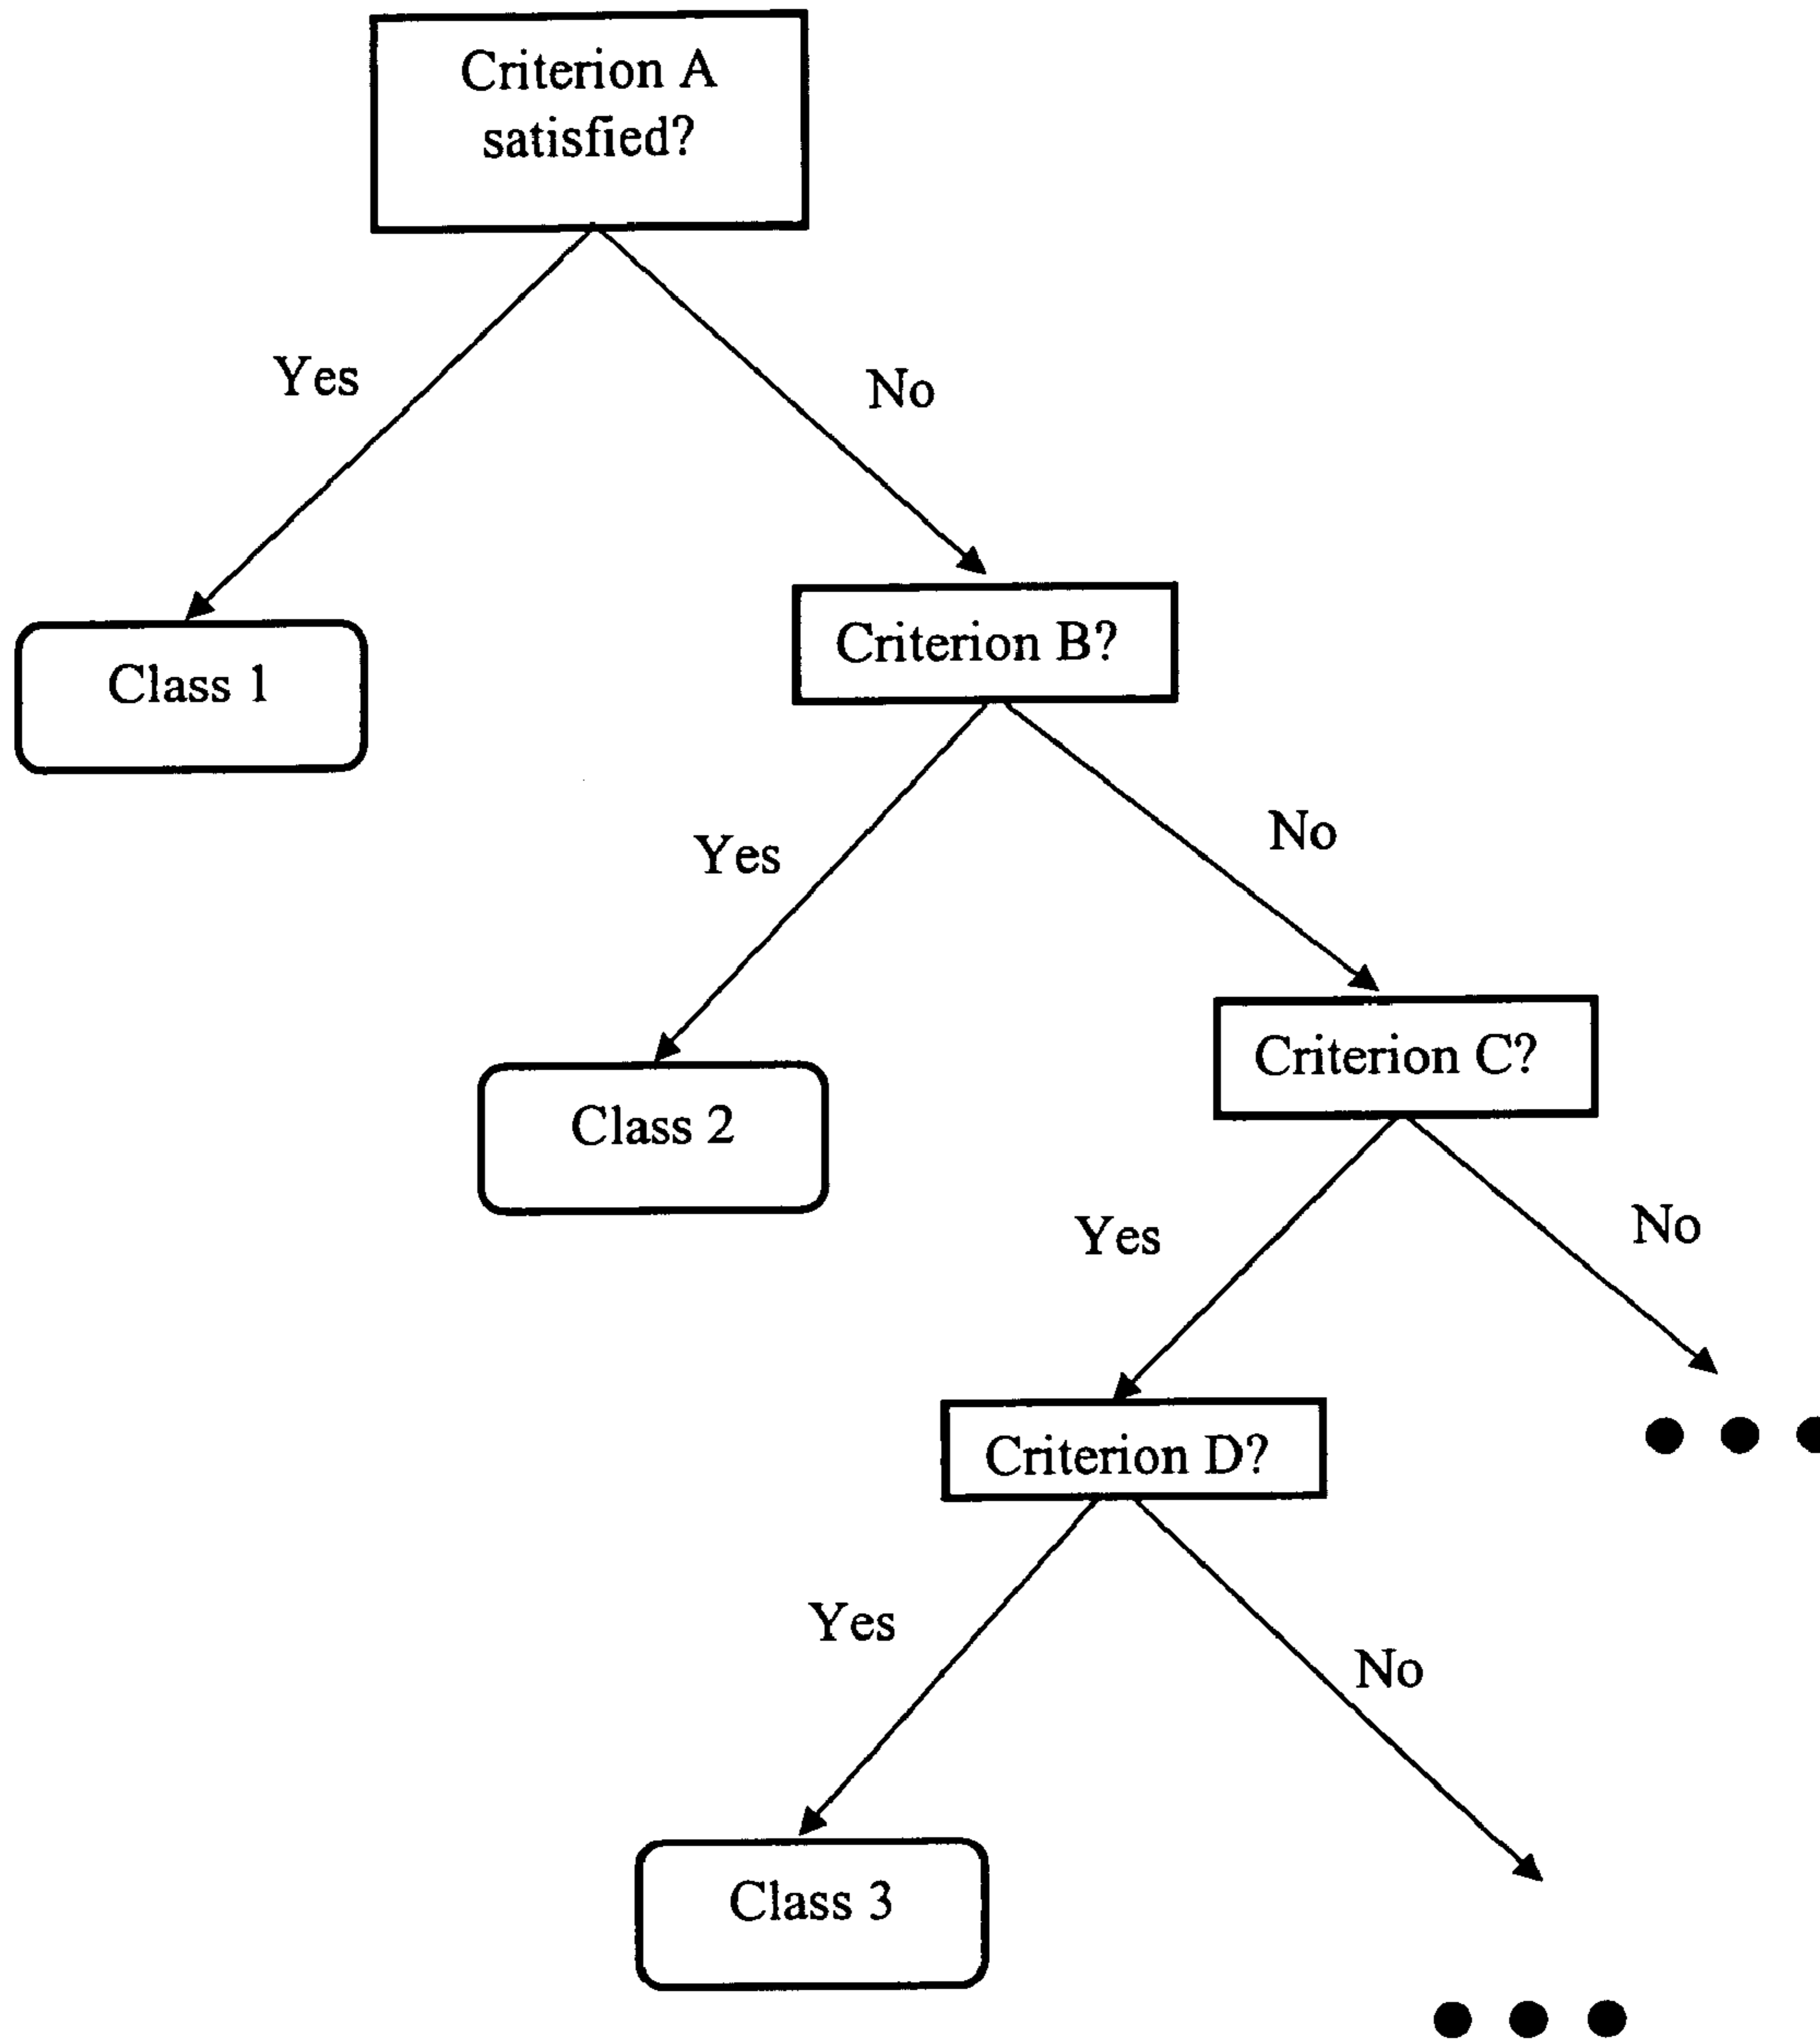 Criterion A
satisfied?
Yes
No
Class 1
Criterion B?
Yes
No
Class 2
Criterion C?
Yes
No
Criterion D?
Yes
No
Class 3